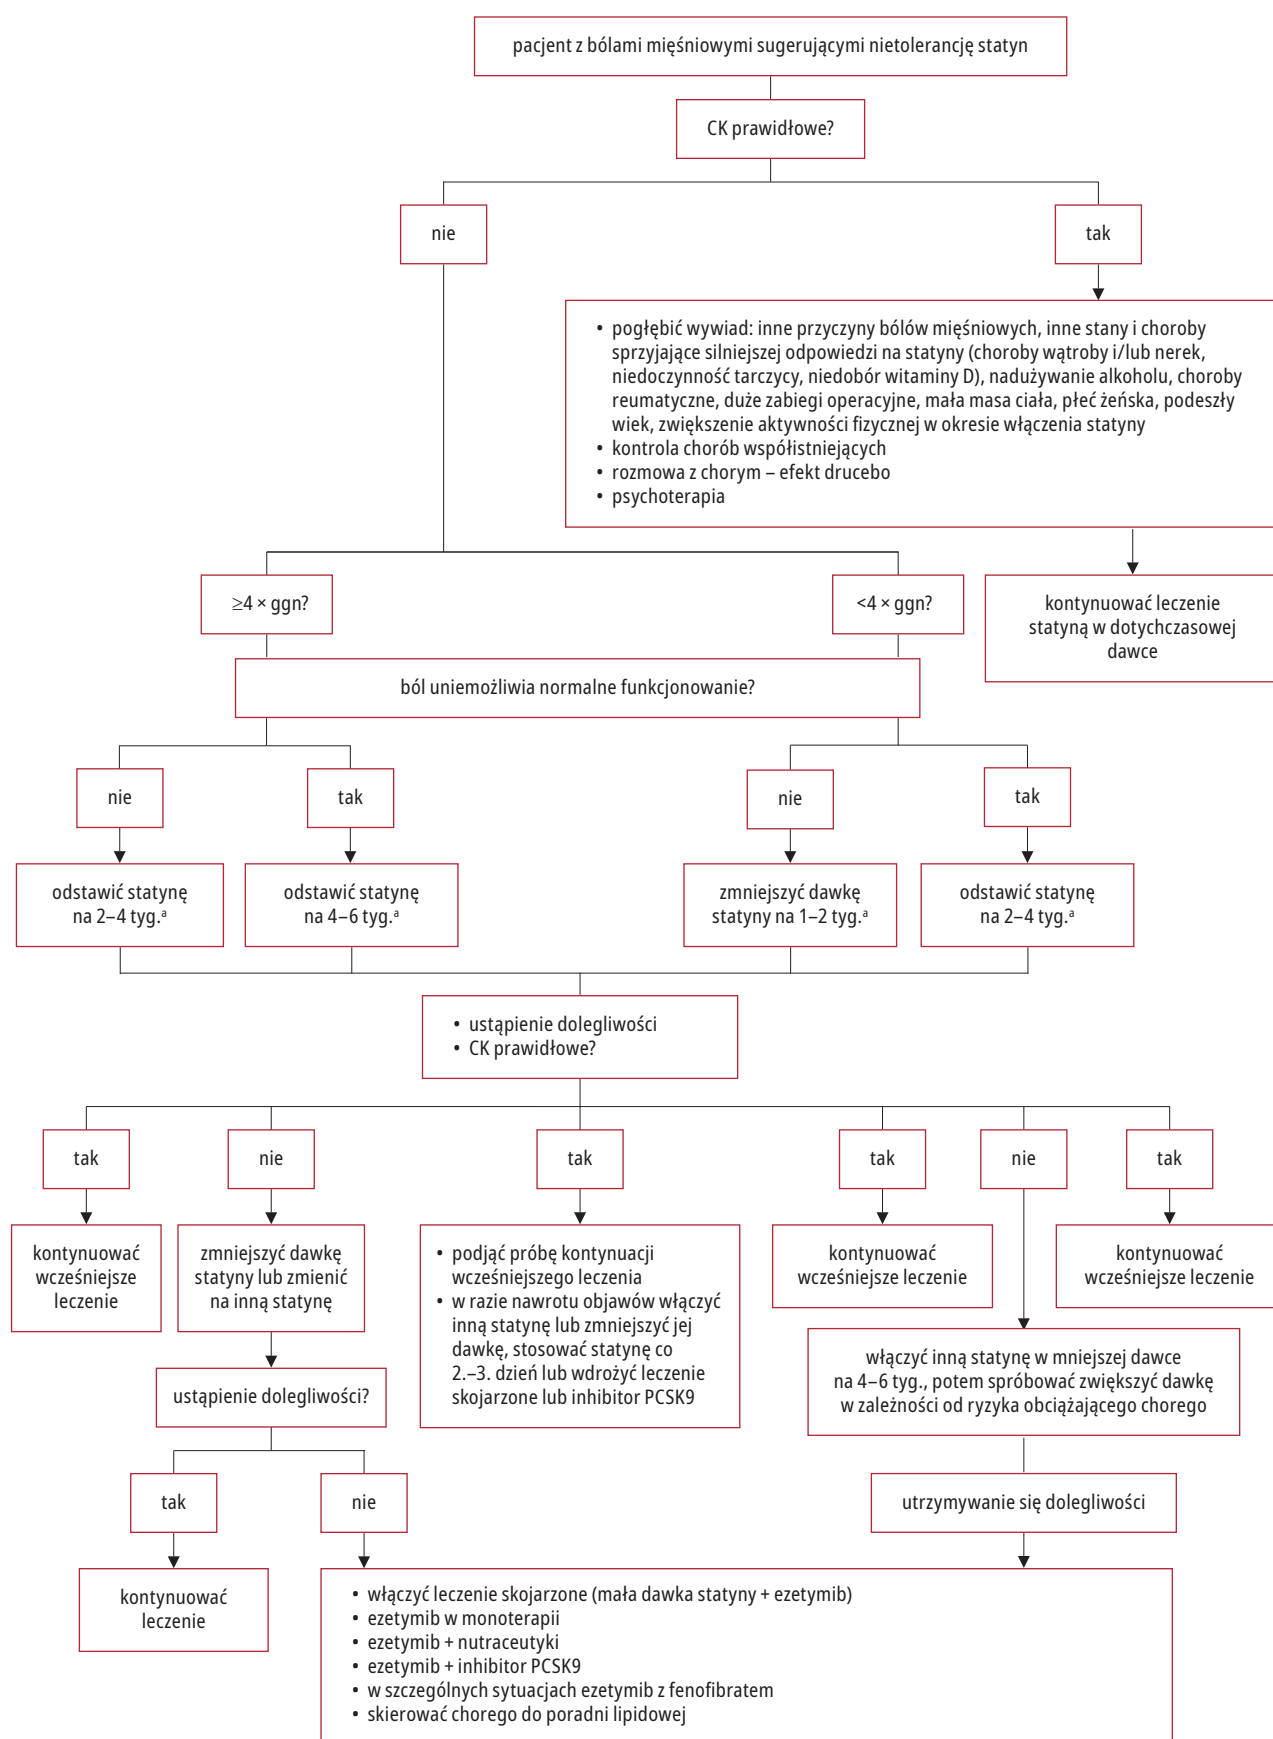 pacjent z bólami mięśniowymi sugerującymi nietolerancję statyn
CK prawidłowe?
nie
tak
• pogłębić wywiad: inne przyczyny bólów mięśniowych, inne stany i choroby
sprzyjające silniejszej odpowiedzi na statyny (choroby wątroby i/lub nerek,
niedoczynność tarczycy, niedobór witaminy D), nadużywanie alkoholu, choroby
reumatyczne, duże zabiegi operacyjne, mała masa ciała, płeć żeńska, podeszły
wiek, zwiększenie aktywności fizycznej w okresie włączenia statyny
• kontrola chorób współistniejących
• rozmowa z chorym – efekt drucebo
• psychoterapia
≥4 × ggn?
<4 × ggn?
kontynuować leczenie
statyną w dotychczasowej
dawce
ból uniemożliwia normalne funkcjonowanie?
nie
tak
nie
tak
odstawić statynę
na 2–4 tyg.ª
odstawić statynę
na 4–6 tyg.ª
zmniejszyć dawkę
statyny na 1–2 tyg.ª
odstawić statynę
na 2–4 tyg.ª
• ustąpienie dolegliwości
• CK prawidłowe?
tak
nie
tak
tak
nie
tak
kontynuować
wcześniejsze
leczenie
zmniejszyć dawkę
statyny lub zmienić
na inną statynę
• podjąć próbę kontynuacji
wcześniejszego leczenia
• w razie nawrotu objawów włączyć
inną statynę lub zmniejszyć jej
dawkę, stosować statynę co
2.–3. dzień lub wdrożyć leczenie
skojarzone lub inhibitor PCSK9
kontynuować
wcześniejsze leczenie
kontynuować
wcześniejsze leczenie
włączyć inną statynę w mniejszej dawce
na 4–6 tyg., potem spróbować zwiększyć dawkę
w zależności od ryzyka obciążającego chorego
ustąpienie dolegliwości?
tak
nie
utrzymywanie się dolegliwości
kontynuować
leczenie
• włączyć leczenie skojarzone (mała dawka statyny + ezetymib)
• ezetymib w monoterapii
• ezetymib + nutraceutyki
• ezetymib + inhibitor PCSK9
• w szczególnych sytuacjach ezetymib z fenofibratem
• skierować chorego do poradni lipidowej